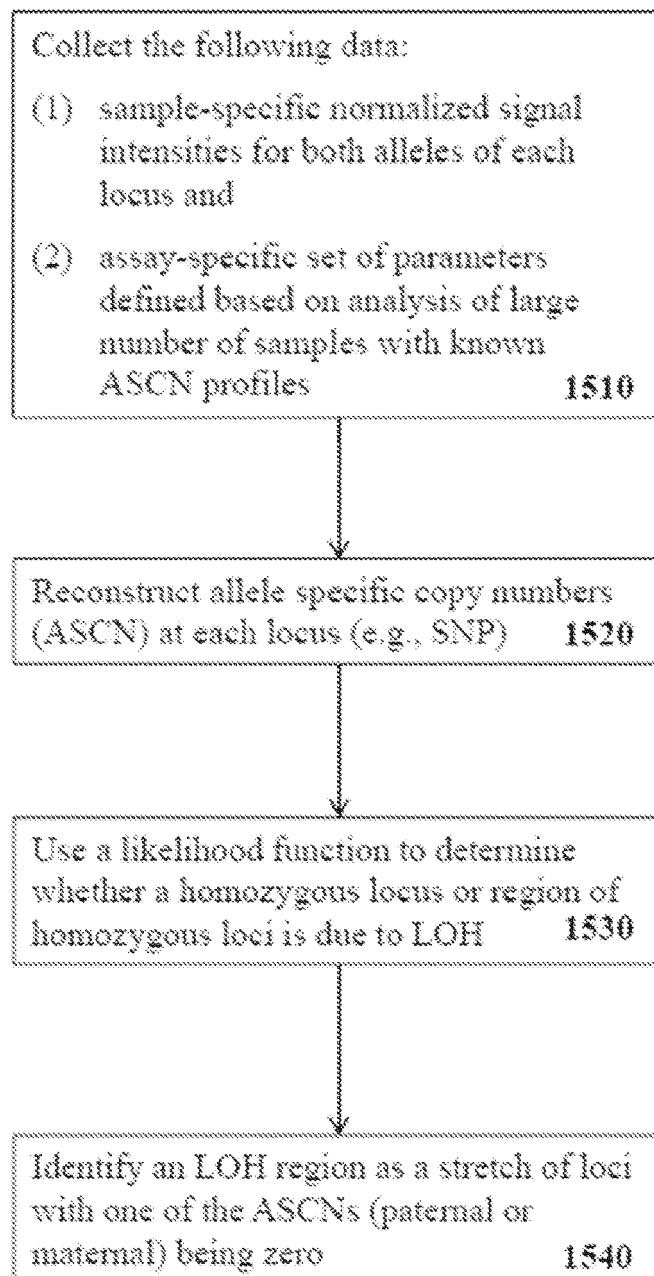 Collect the following data:
(1) sample-specific normalized signal
intensities for both alleles of each
locus and
(2) assay-specific set of parameters
defined based on analysis of large
number of samples with known
ASCN profiles 1510
Reconstruct allele specific copy numbers
(ASCN) at each locus (e.g., SNP) 1520
Use a likelihood function to determine
whether a homozygous locus or region of
homozygous loci is due to LOH 1530
Identify an LOH region as a stretch of loci
with one of the ASCNs (paternal or
maternal) being zero 1540